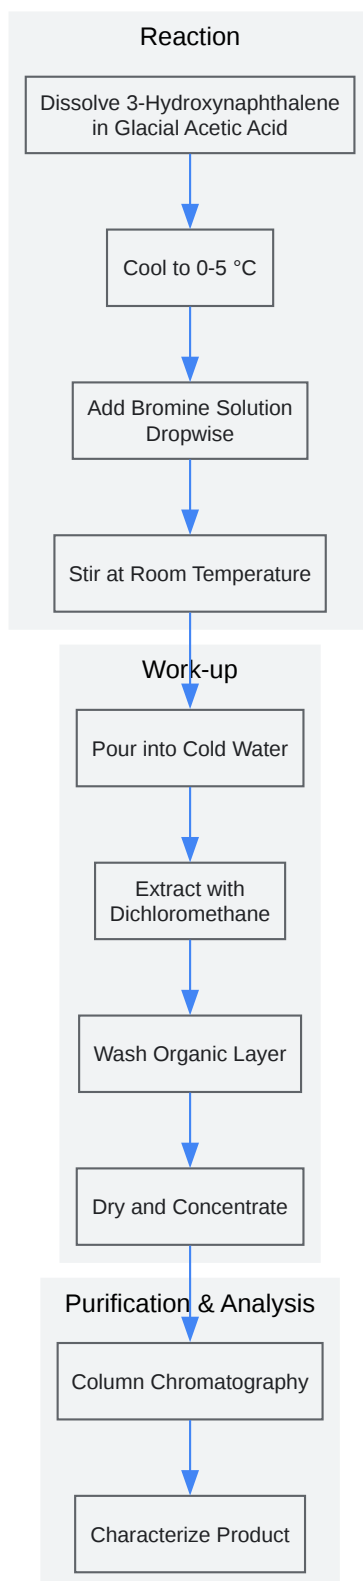 Reaction
Dissolve 3-Hydroxynaphthalene
in Glacial Acetic Acid
Cool to 0-5 °C
Add Bromine Solution
Dropwise
Stir at Room Temperature
Work-up
Pour into Cold Water
Extract with
Dichloromethane
Wash Organic Layer
Dry and Concentrate
Purification & Analysis
Column Chromatography
Characterize Product